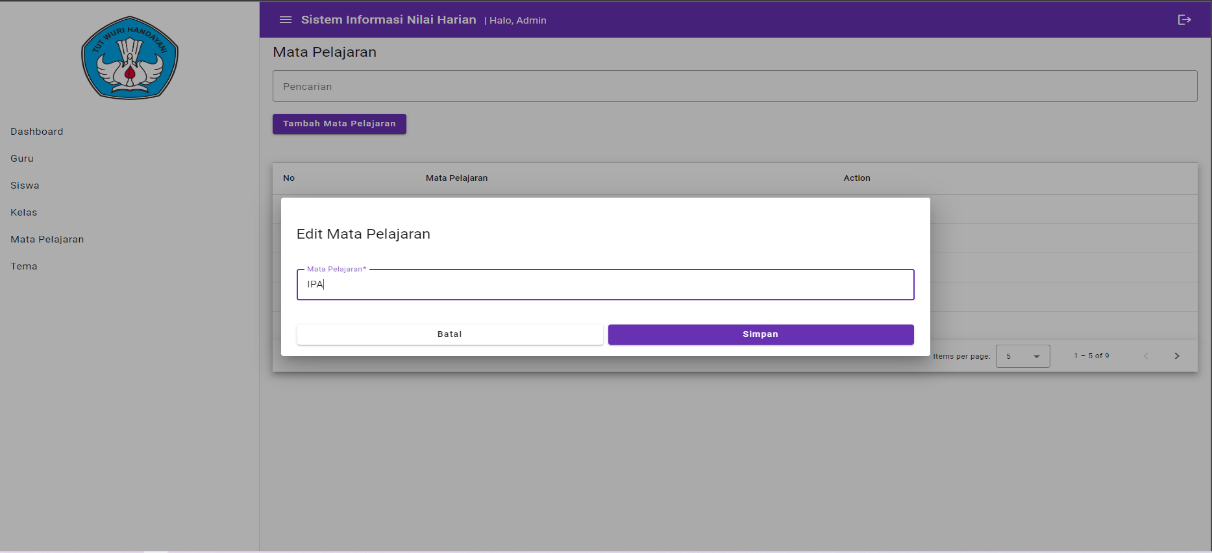 TUT WURI HANDAYANI
Sistem Informasi Nilai Harian | Halo, Admin
Dashboard
Guru
Siswa
Kelas
Mata Pelajaran
Tema
Mata Pelajaran
Pencarian
Tambah Mata Pelajaran
No Mata Pelajaran Action
Edit Mata Pelajaran
Mata Pelajaran*
IPA
Batal Simpan
Items per page: 5 1 – 5 of 9